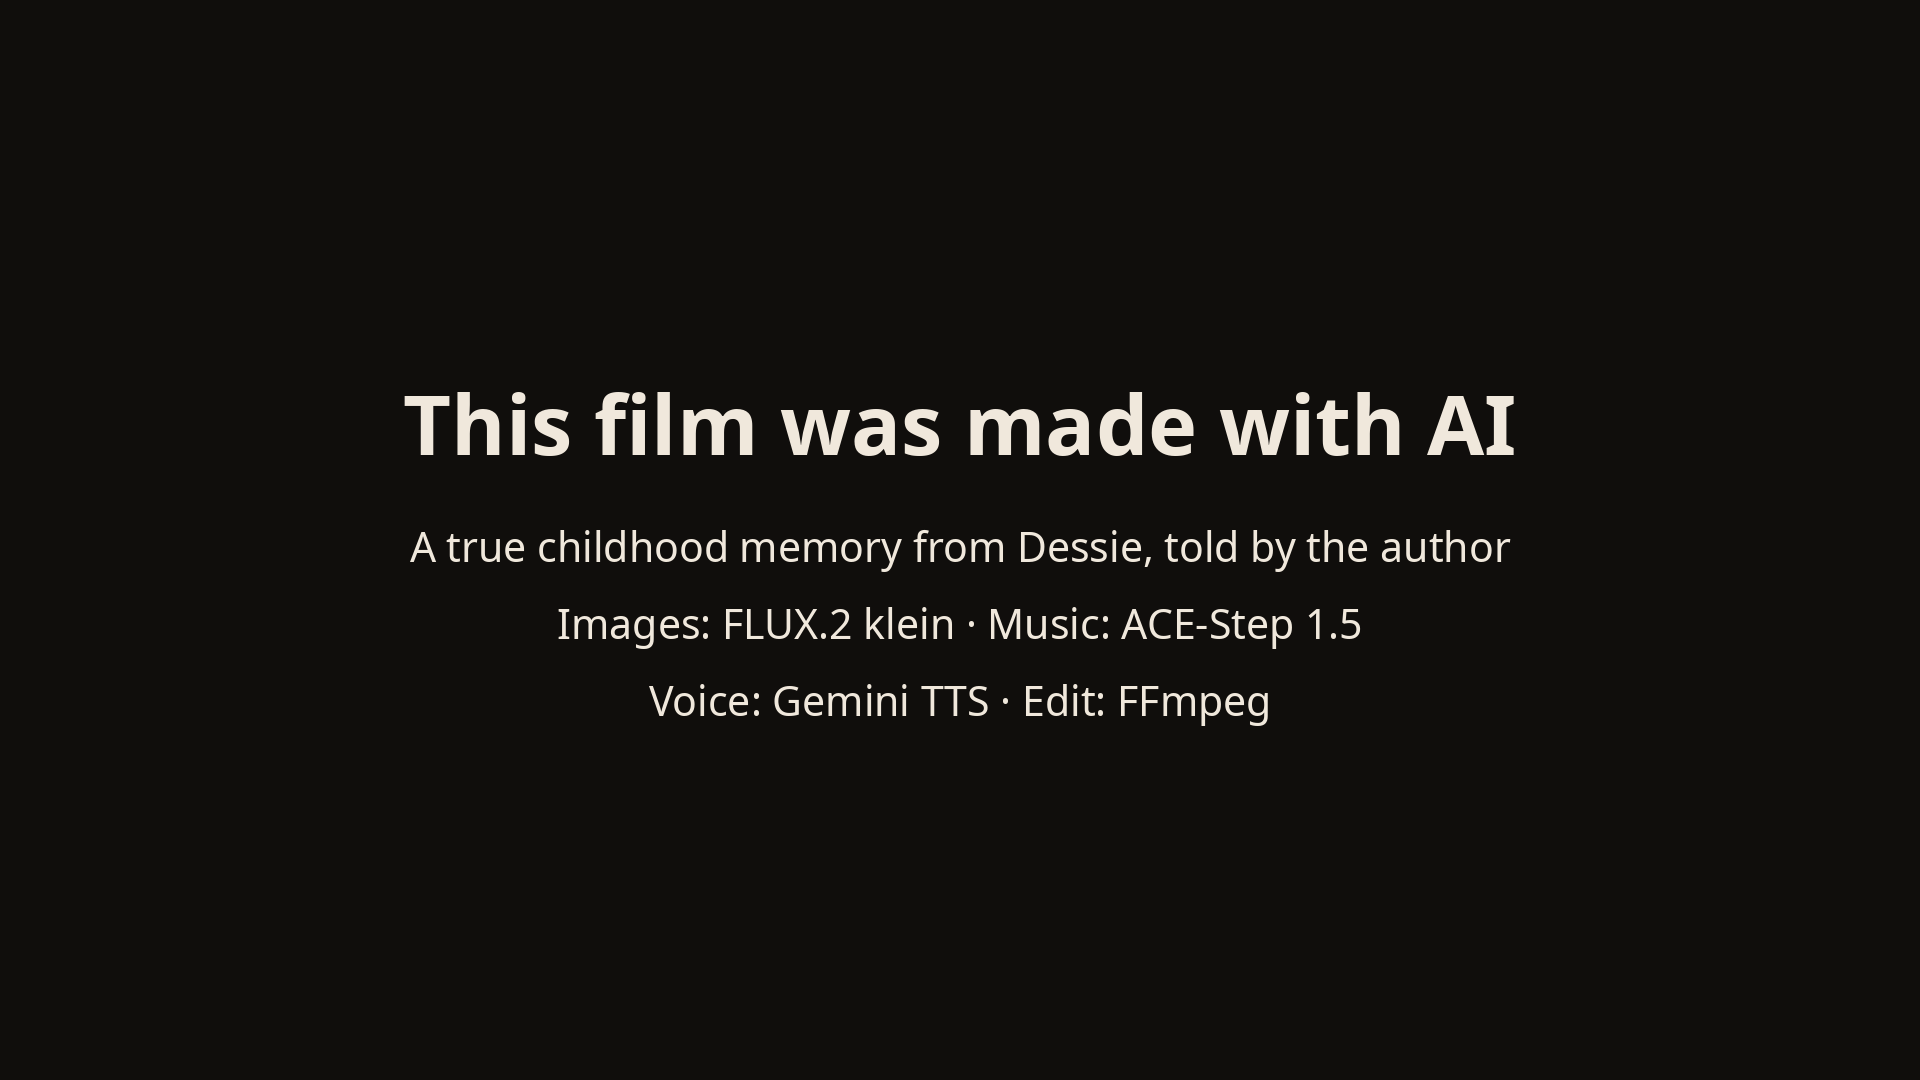 This film was made with AI
A true childhood memory from Dessie, told by the author
Images: FLUX.2 klein · Music: ACE-Step 1.5
Voice: Gemini TTS · Edit: FFmpeg